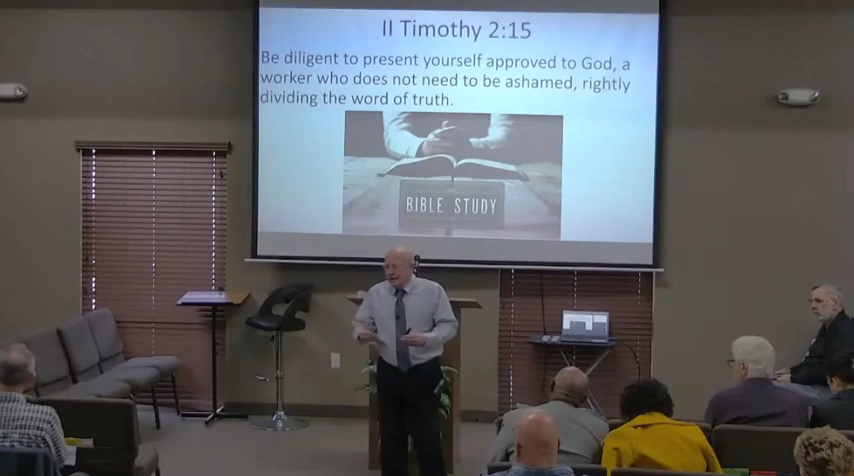 II Timothy 2:15
Be diligent to present yourself approved to God, a
worker who does not need to be ashamed, rightly
dividing the word of truth.
BIBLE STUDY